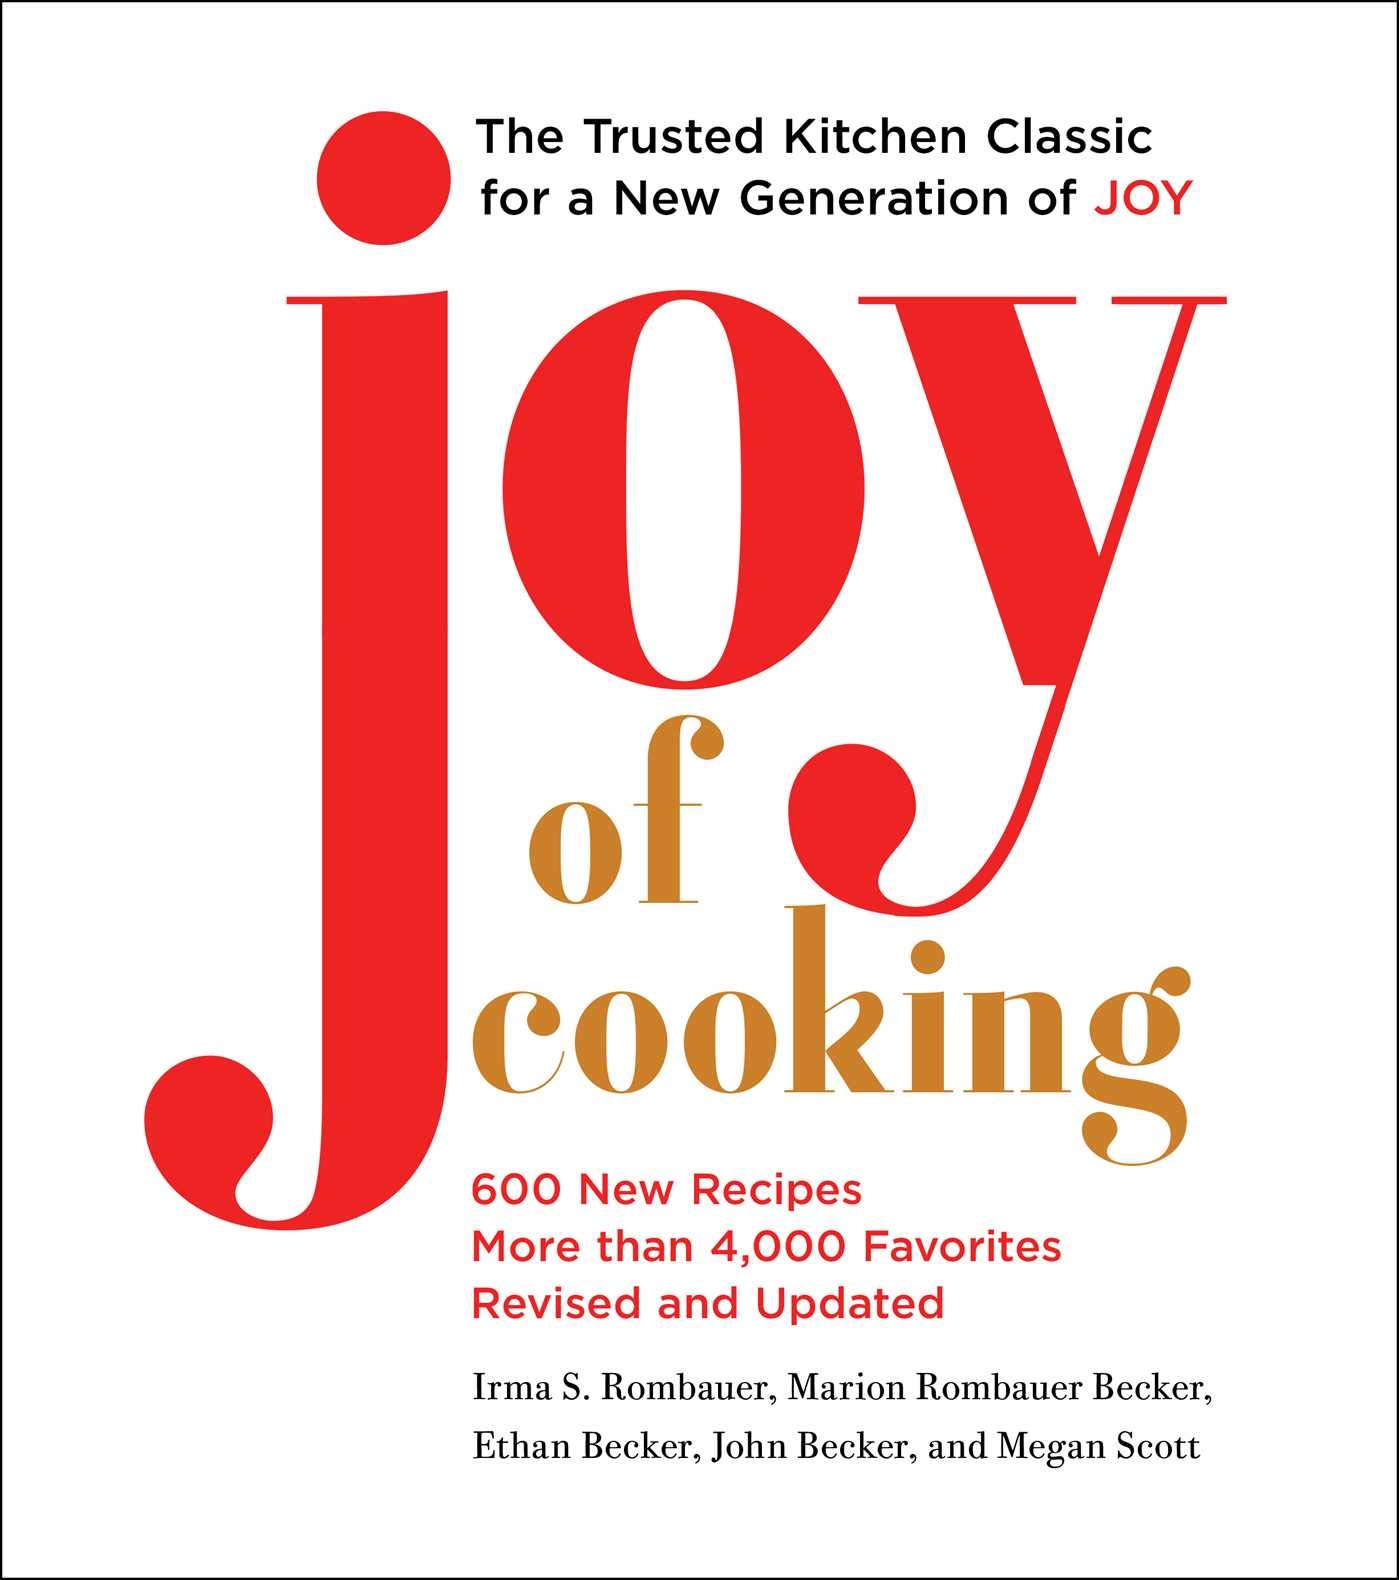 The Trusted Kitchen Classic
for a New Generation of JOY
joy
of
cooking
600 New Recipes
More than 4,000 Favorites
Revised and Updated
Irma S. Rombauer, Marion Rombauer Becker,
Ethan Becker, John Becker, and Megan Scott